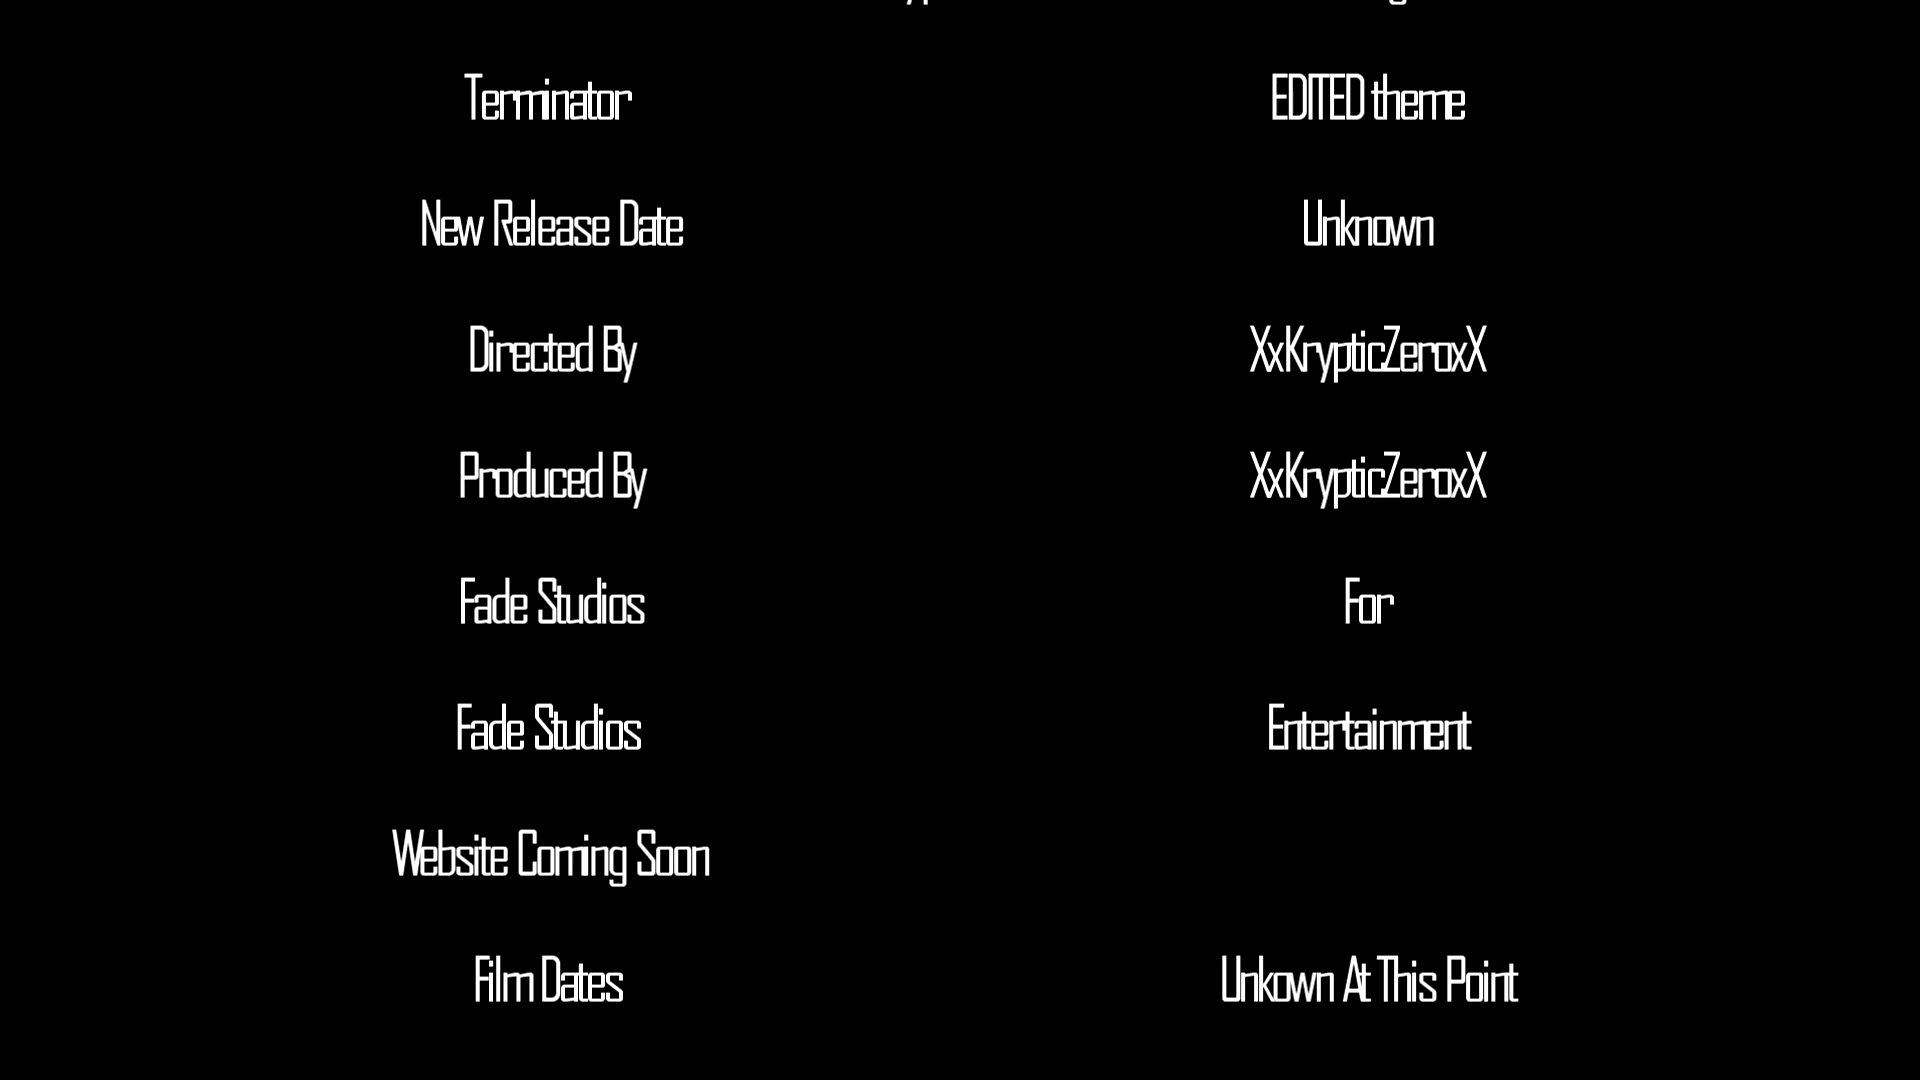 Terminator EDITED theme
New Release Date Unknown
Directed By XxKrypticZeroxX
Produced By XxKrypticZeroxX
Fade Studios For
Fade Studios Entertainment
Website Coming Soon
Film Dates Unkown At This Point